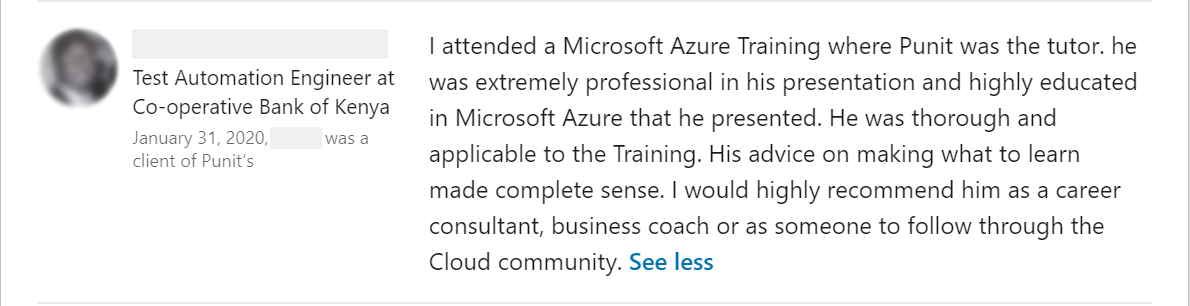 Test Automation Engineer at
Co-operative Bank of Kenya
January 31, 2020, was a
client of Punit's
I attended a Microsoft Azure Training where Punit was the tutor. he
was extremely professional in his presentation and highly educated
in Microsoft Azure that he presented. He was thorough and
applicable to the Training. His advice on making what to learn
made complete sense. I would highly recommend him as a career
consultant, business coach or as someone to follow through the
Cloud community. See less